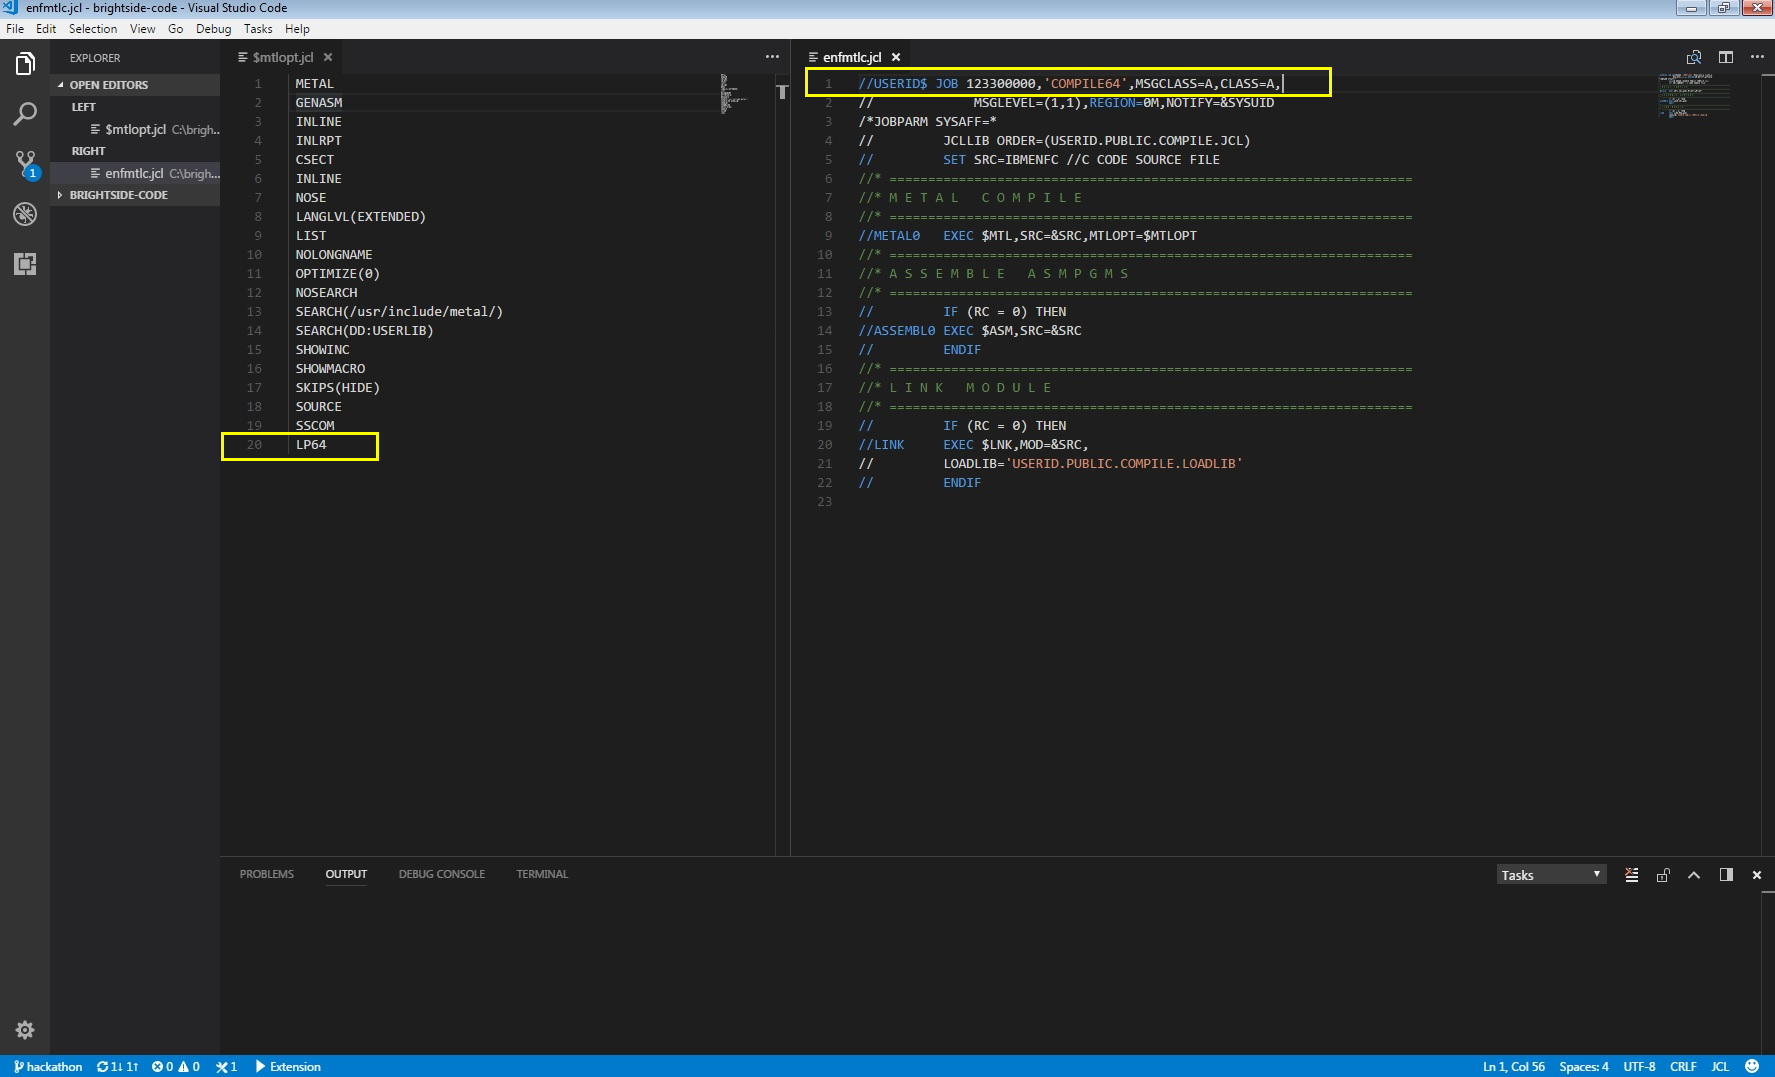 enfmtlc.jcl - brightside-code - Visual Studio Code
File Edit Selection View Go Debug Tasks Help
EXPLORER
OPEN EDITORS
LEFT
$mtlopt.jcl C:\brigh...
RIGHT
enfmtlc.jcl C:\brigh...
BRIGHTSIDE-CODE
1
$mtlopt.jcl
1 METAL
2 GENASM
3 INLINE
4 INLRPT
5 CSECT
6 INLINE
7 NOSE
8 LANGLVL(EXTENDED)
9 LIST
10 NOLONGNAME
11 OPTIMIZE(0)
12 NOSEARCH
13 SEARCH(/usr/include/metal/)
14 SEARCH(DD:USERLIB)
15 SHOWINC
16 SHOWMACRO
17 SKIPS(HIDE)
18 SOURCE
19 SSCOM
20 LP64
enfmtlc.jcl
1 //USERID$ JOB 123300000,'COMPILE64',MSGCLASS=A,CLASS=A,
2 //             MSGLEVEL=(1,1),REGION=0M,NOTIFY=&SYSUID
3 /*JOBPARM SYSAFF=*
4 //         JCLLIB ORDER=(USERID.PUBLIC.COMPILE.JCL)
5 //         SET SRC=IBMENFC //C CODE SOURCE FILE
6 //* ====================================================================
7 //* M E T A L   C O M P I L E
8 //* ====================================================================
9 //METAL0   EXEC $MTL,SRC=&SRC,MTLOPT=$MTLOPT
10 //* ====================================================================
11 //* A S S E M B L E   A S M P G M S
12 //* ====================================================================
13 //         IF (RC = 0) THEN
14 //ASSEMBL0 EXEC $ASM,SRC=&SRC
15 //         ENDIF
16 //* ====================================================================
17 //* L I N K   M O D U L E
18 //* ====================================================================
19 //         IF (RC = 0) THEN
20 //LINK     EXEC $LNK,MOD=&SRC,
21 //         LOADLIB='USERID.PUBLIC.COMPILE.LOADLIB'
22 //         ENDIF
23
PROBLEMS OUTPUT DEBUG CONSOLE TERMINAL
Tasks
hackathon 1↓ 1↑ 0 0 1 Extension
Ln 1, Col 56 Spaces: 4 UTF-8 CRLF JCL